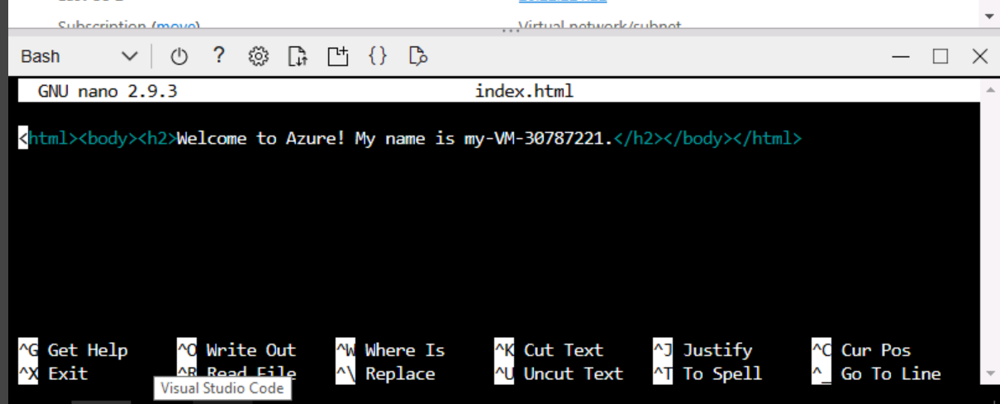 Subscription (move)
Virtual network/subnet
Bash
GNU nano 2.9.3 index.html
<html><body><h2>Welcome to Azure! My name is my-VM-30787221.</h2></body></html>
^G Get Help ^O Write Out ^W Where Is ^K Cut Text ^J Justify ^C Cur Pos
^X Exit ^R Read File ^\ Replace ^U Uncut Text ^T To Spell ^_ Go To Line
Visual Studio Code